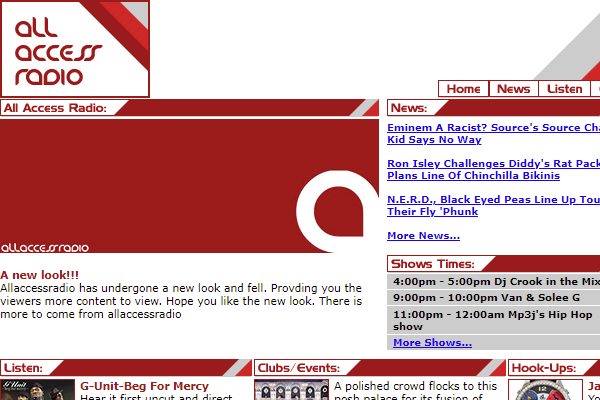 all
access
radio
Home News Listen
All Access Radio:
allaccessradio
A new look!!!
Allaccessradio has undergone a new look and fell. Provding you the
viewers more content to view. Hope you like the new look. There is
more to come from allaccessradio
News:
Eminem A Racist? Source's Source Cha
Kid Says No Way
Ron Isley Challenges Diddy's Rat Pack
Plans Line Of Chinchilla Bikinis
N.E.R.D., Black Eyed Peas Line Up Tou
Their Fly 'Phunk
More News...
Shows Times:
4:00pm - 5:00pm Dj Crook in the Mix
9:00pm - 10:00pm Van & Solee G
11:00pm - 12:00am Mp3j's Hip Hop
show
More Shows...
Listen:
G-Unit
G-Unit-Beg For Mercy
Hear it first uncut and direct
Clubs/Events:
A polished crowd flocks to this
posh palace for its fusion of
Hook-Ups:
Ja
Yo